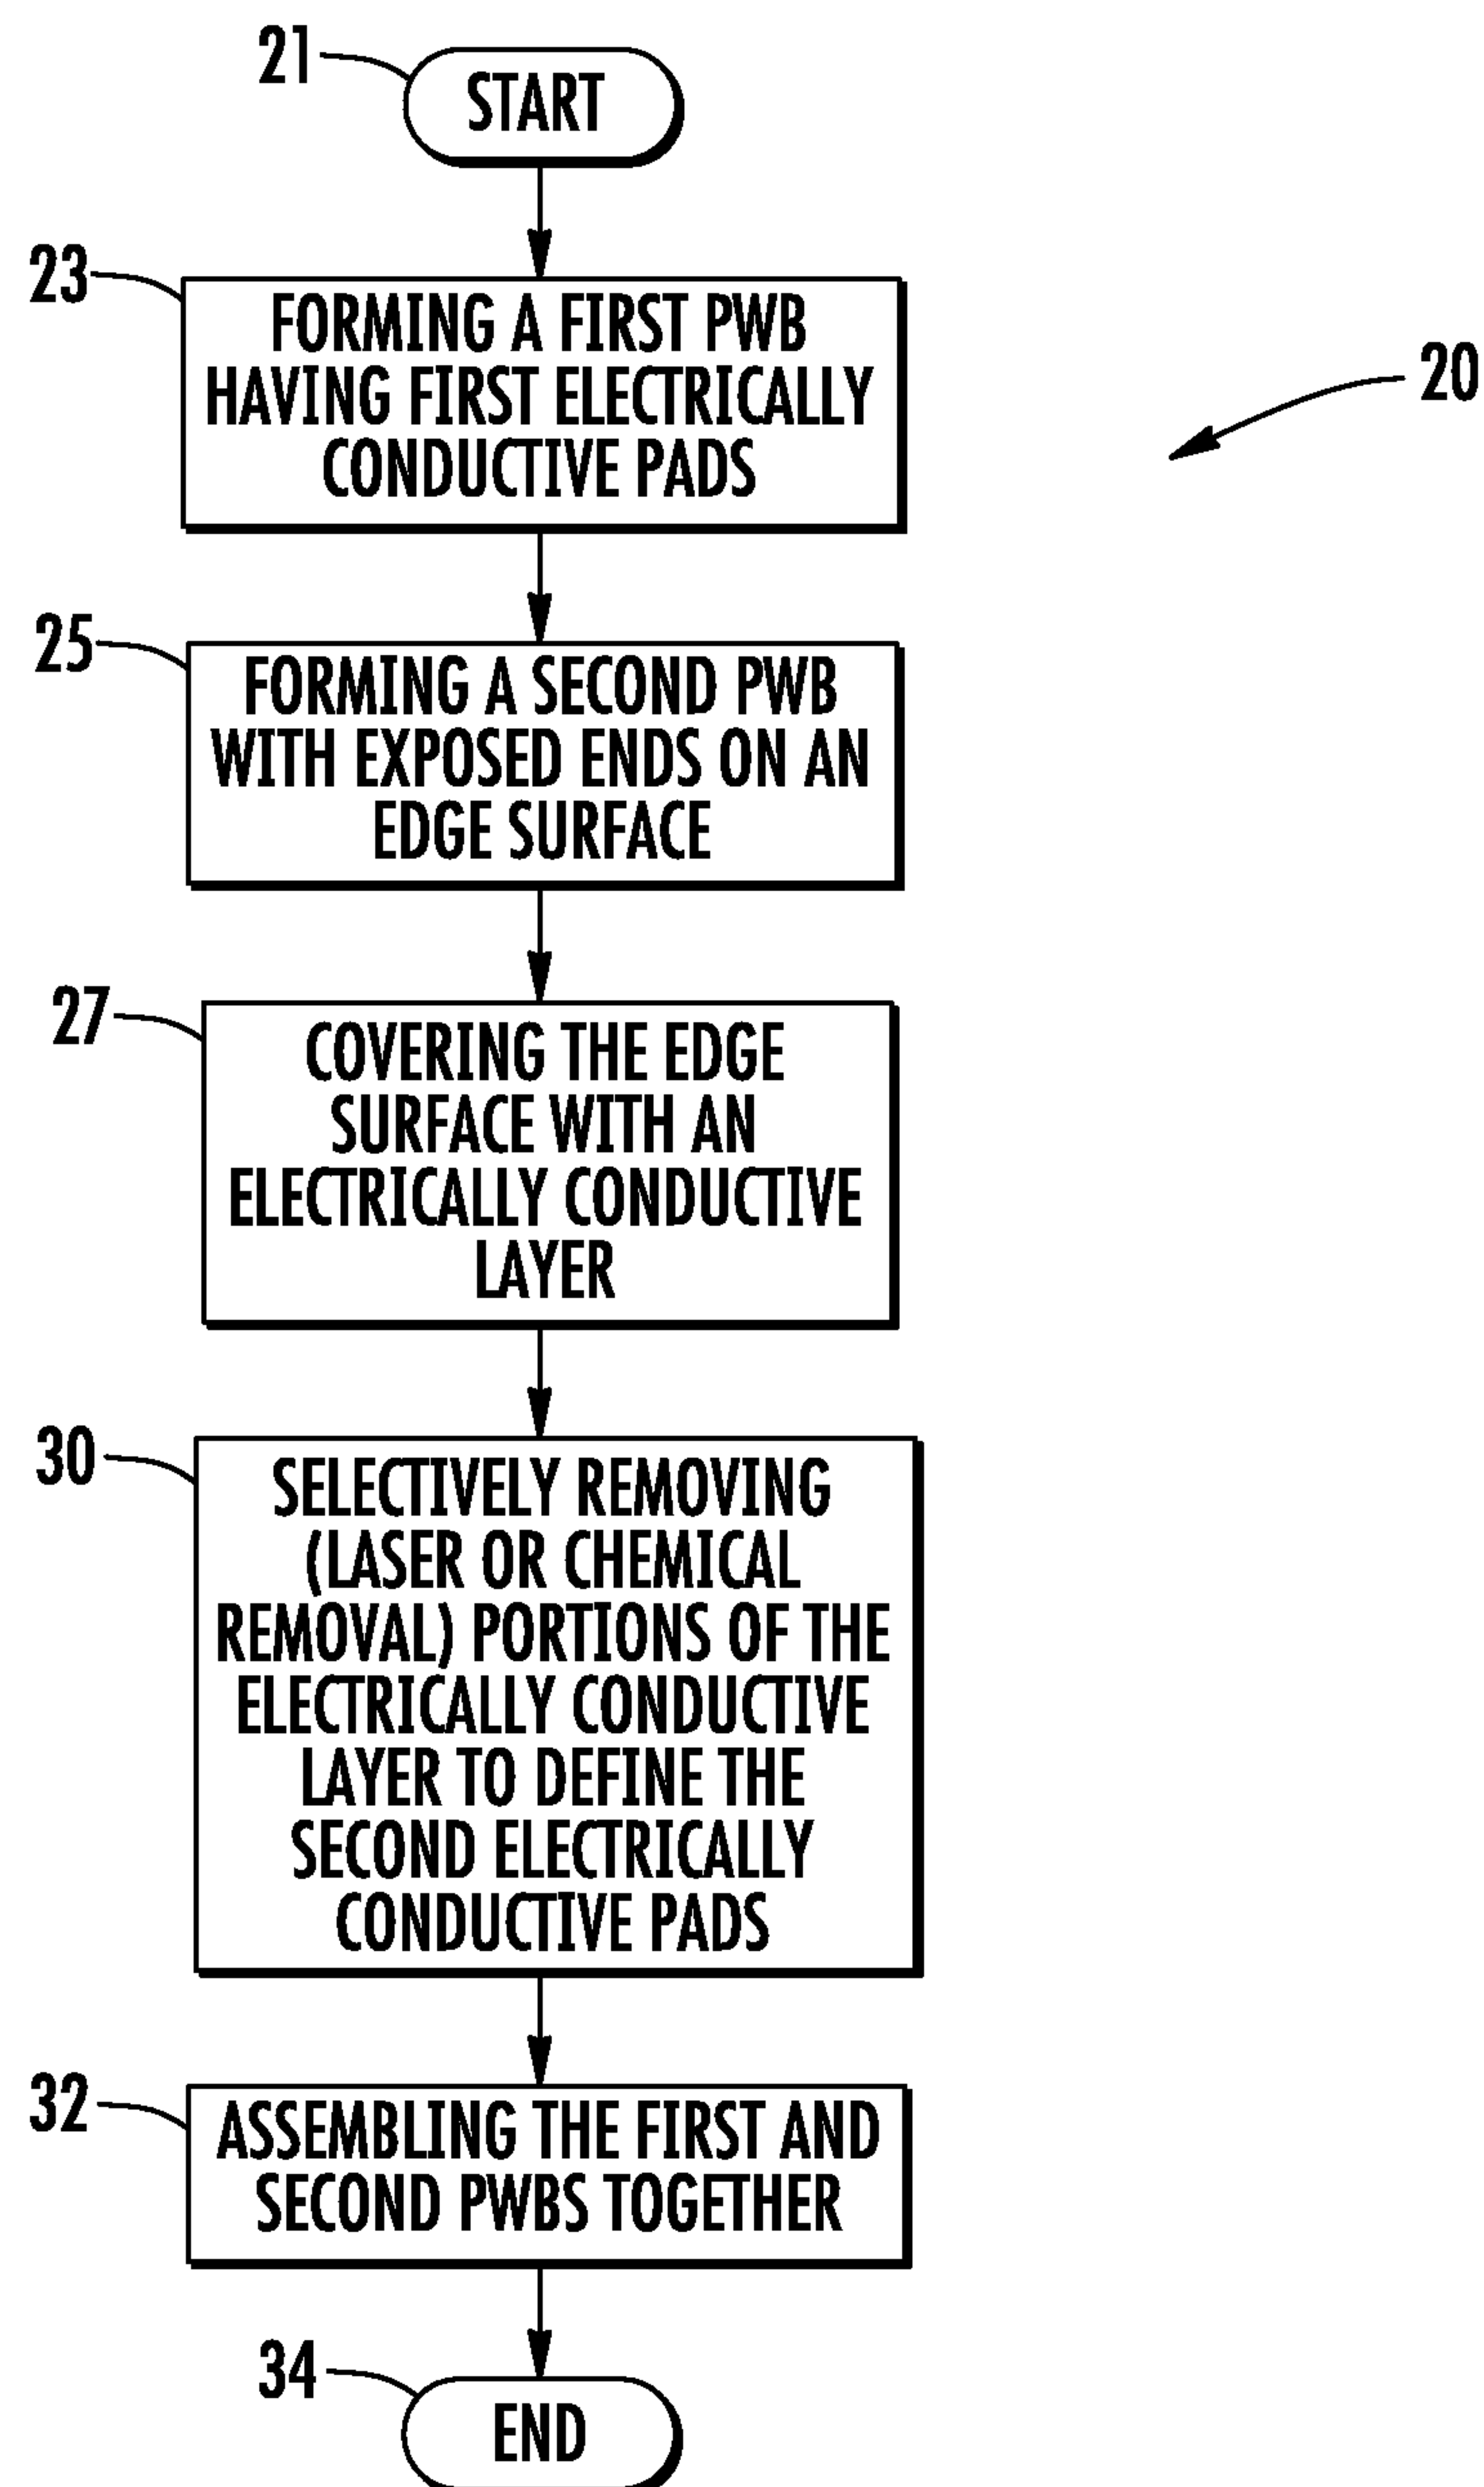 21
START
23
FORMING A FIRST PWB
HAVING FIRST ELECTRICALLY
CONDUCTIVE PADS
20
25
FORMING A SECOND PWB
WITH EXPOSED ENDS ON AN
EDGE SURFACE
27
COVERING THE EDGE
SURFACE WITH AN
ELECTRICALLY CONDUCTIVE
LAYER
30
SELECTIVELY REMOVING
(LASER OR CHEMICAL
REMOVAL) PORTIONS OF THE
ELECTRICALLY CONDUCTIVE
LAYER TO DEFINE THE
SECOND ELECTRICALLY
CONDUCTIVE PADS
32
ASSEMBLING THE FIRST AND
SECOND PWBS TOGETHER
34
END